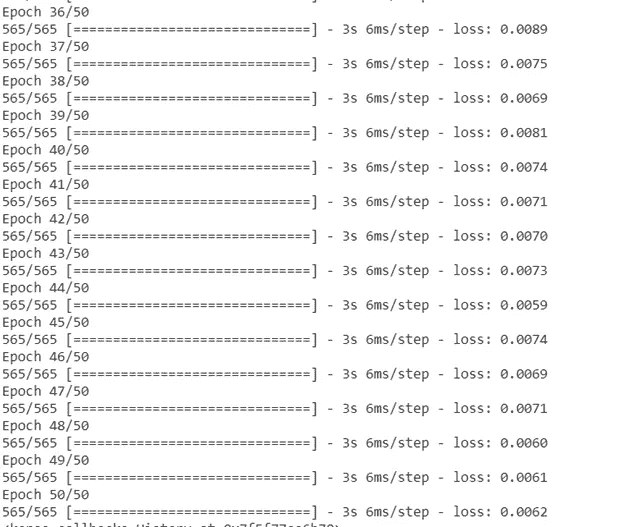 Epoch 36/50
565/565 [==============================] - 3s 6ms/step - loss: 0.0089
Epoch 37/50
565/565 [==============================] - 3s 6ms/step - loss: 0.0075
Epoch 38/50
565/565 [==============================] - 3s 6ms/step - loss: 0.0069
Epoch 39/50
565/565 [==============================] - 3s 6ms/step - loss: 0.0081
Epoch 40/50
565/565 [==============================] - 3s 6ms/step - loss: 0.0074
Epoch 41/50
565/565 [==============================] - 3s 6ms/step - loss: 0.0071
Epoch 42/50
565/565 [==============================] - 3s 6ms/step - loss: 0.0070
Epoch 43/50
565/565 [==============================] - 3s 6ms/step - loss: 0.0073
Epoch 44/50
565/565 [==============================] - 3s 6ms/step - loss: 0.0059
Epoch 45/50
565/565 [==============================] - 3s 6ms/step - loss: 0.0074
Epoch 46/50
565/565 [==============================] - 3s 6ms/step - loss: 0.0069
Epoch 47/50
565/565 [==============================] - 3s 6ms/step - loss: 0.0071
Epoch 48/50
565/565 [==============================] - 3s 6ms/step - loss: 0.0060
Epoch 49/50
565/565 [==============================] - 3s 6ms/step - loss: 0.0061
Epoch 50/50
565/565 [==============================] - 3s 6ms/step - loss: 0.0062